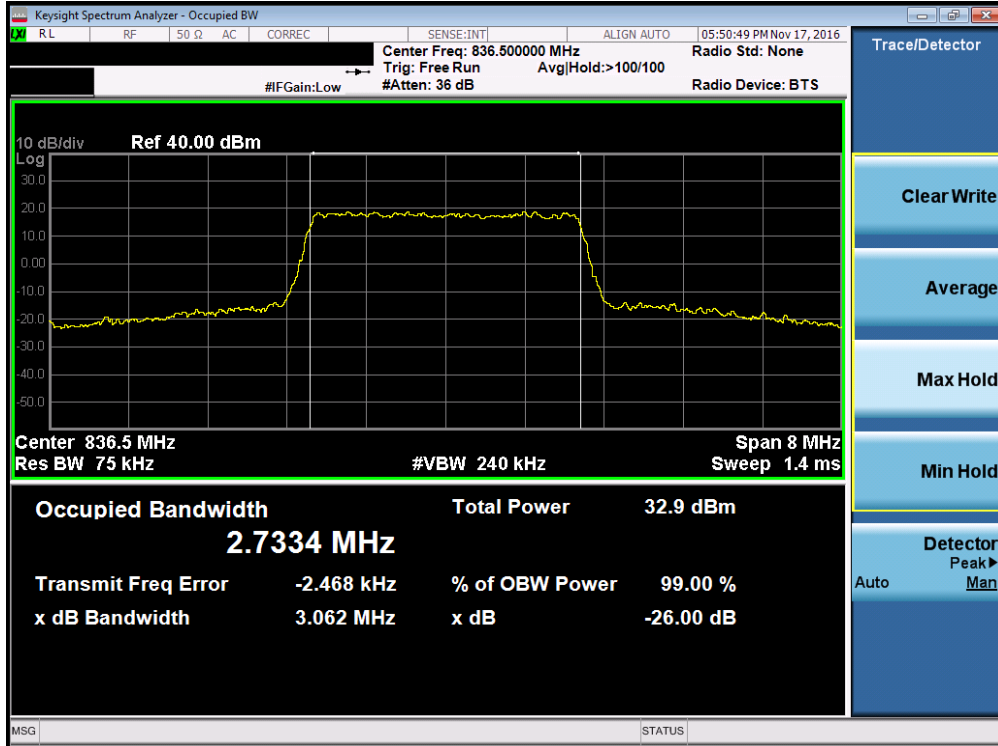 Keysight Spectrum Analyzer - Occupied BW
LXI RL RF 50 Ω AC CORREC SENSE:INT ALIGN AUTO 05:50:49 PM Nov 17, 2016
Center Freq: 836.500000 MHz Radio Std: None
Trig: Free Run Avg|Hold:>100/100
#IFGain:Low #Atten: 36 dB Radio Device: BTS
Trace/Detector
10 dB/div Ref 40.00 dBm
Log
30.0
20.0
10.0
0.00
-10.0
-20.0
-30.0
-40.0
-50.0
Center 836.5 MHz Span 8 MHz
Res BW 75 kHz #VBW 240 kHz Sweep 1.4 ms
Occupied Bandwidth Total Power 32.9 dBm
2.7334 MHz
Transmit Freq Error -2.468 kHz % of OBW Power 99.00 %
x dB Bandwidth 3.062 MHz x dB -26.00 dB
Clear Write
Average
Max Hold
Min Hold
Detector
Peak▶
Auto Man
MSG STATUS